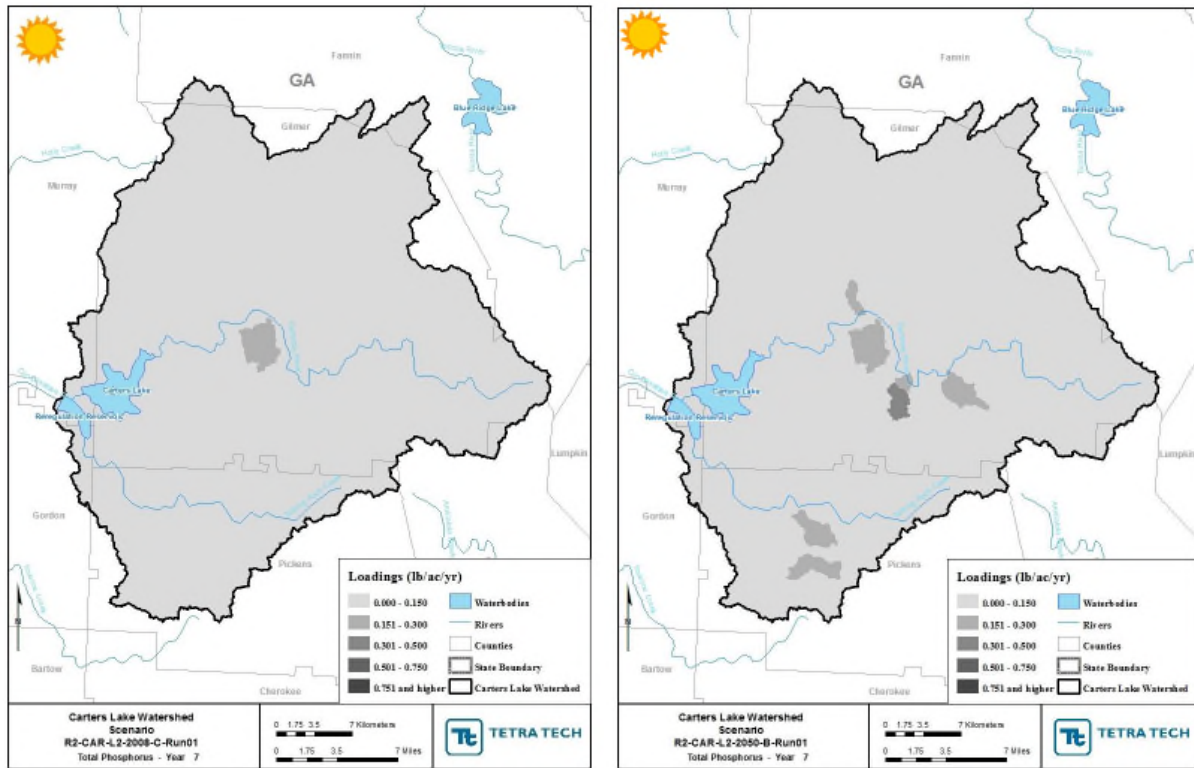 Fannin
GA
Blue Ridge Lake
Gilmer
Holly Creek
Murray
Carters Lake
Reregulation Reservoir
Lumpkin
Gordon
Pickens
Bartow
Cherokee
N
Loadings (lb/ac/yr)
0.000 - 0.150 Waterbodies
0.151 - 0.300 Rivers
0.301 - 0.500 Counties
0.501 - 0.750 State Boundary
0.751 and higher Carters Lake Watershed
Carters Lake Watershed
Scenario
R2-CAR-L2-2008-C-Run01
Total Phosphorus - Year 7
0 1.75 3.5 7 Kilometers
0 1.75 3.5 7 Miles
Tt TETRA TECH
Fannin
GA
Blue Ridge Lake
Gilmer
Holly Creek
Murray
Carters Lake
Reregulation Reservoir
Lumpkin
Gordon
Pickens
Bartow
Cherokee
N
Loadings (lb/ac/yr)
0.000 - 0.150 Waterbodies
0.151 - 0.300 Rivers
0.301 - 0.500 Counties
0.501 - 0.750 State Boundary
0.751 and higher Carters Lake Watershed
Carters Lake Watershed
Scenario
R2-CAR-L2-2050-B-Run01
Total Phosphorus - Year 7
0 1.75 3.5 7 Kilometers
0 1.75 3.5 7 Miles
Tt TETRA TECH